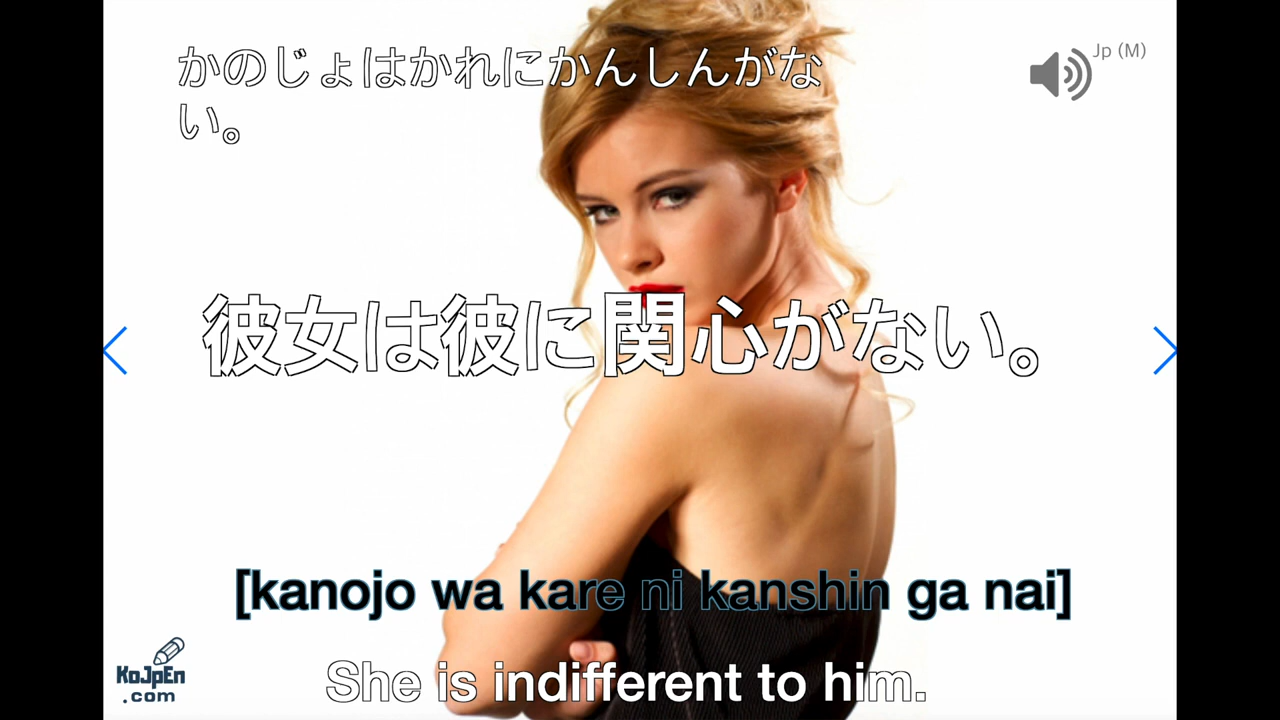 かのじょはかれにかんしんがな
い。
Jp (M)
彼女は彼に関心がない。
[kanojo wa kare ni kanshin ga nai]
She is indifferent to him.
KoJpEn
.com